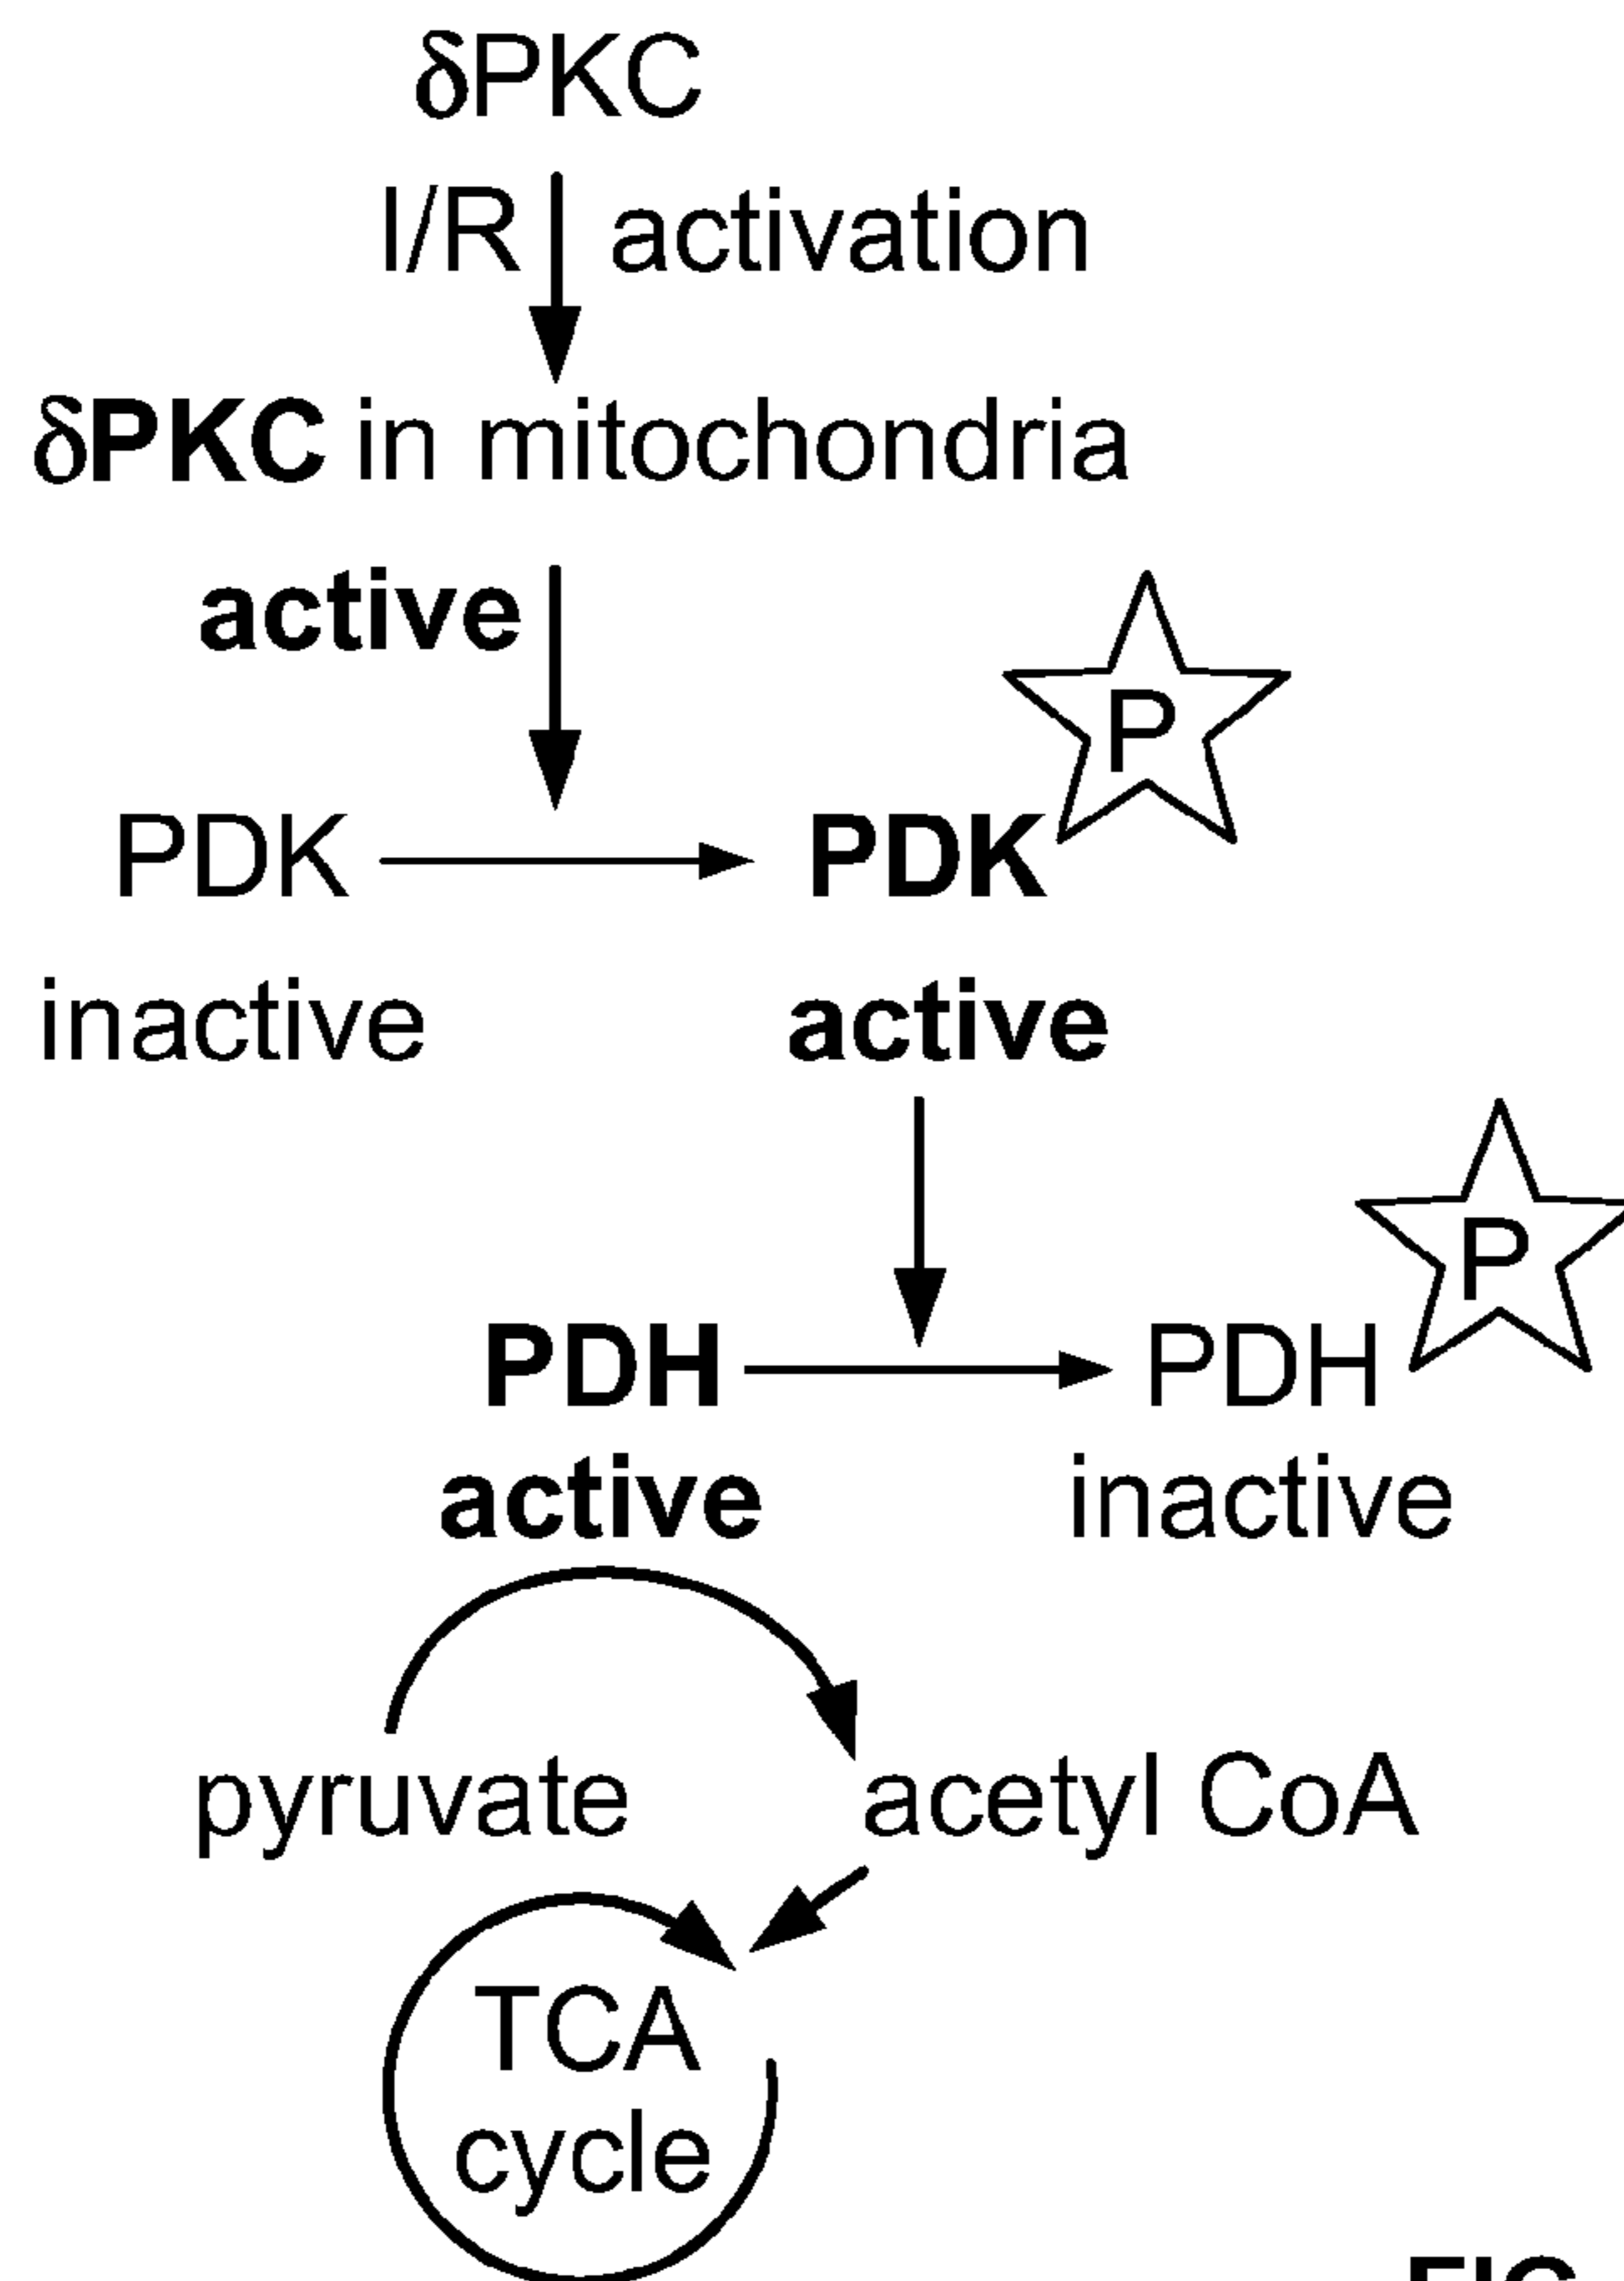 δPKC
I/R activation
δPKC in mitochondria
active
P
PDK PDK
inactive active
P
PDH PDH
active inactive
pyruvate acetyl CoA
TCA
cycle